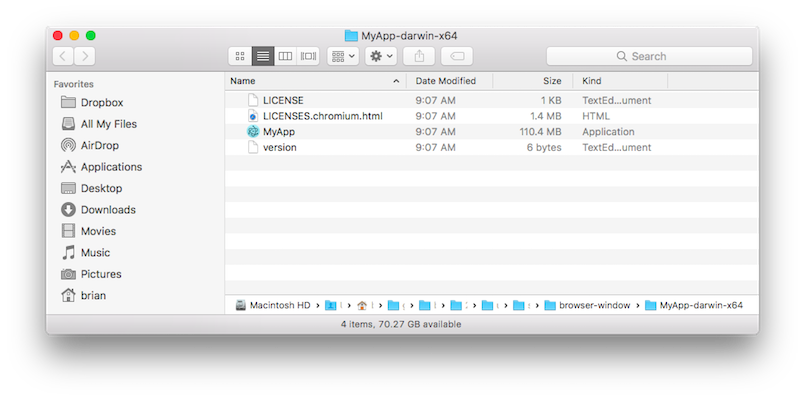 MyApp-darwin-x64
Search
Favorites
Dropbox
All My Files
AirDrop
Applications
Desktop
Downloads
Movies
Music
Pictures
brian
Name Date Modified Size Kind
LICENSE 9:07 AM 1 KB TextEd...ument
LICENSES.chromium.html 9:07 AM 1.4 MB HTML
MyApp 9:07 AM 110.4 MB Application
version 9:07 AM 6 bytes TextEd...ument
Macintosh HD › › › › › › › › browser-window › MyApp-darwin-x64
4 items, 70.27 GB available